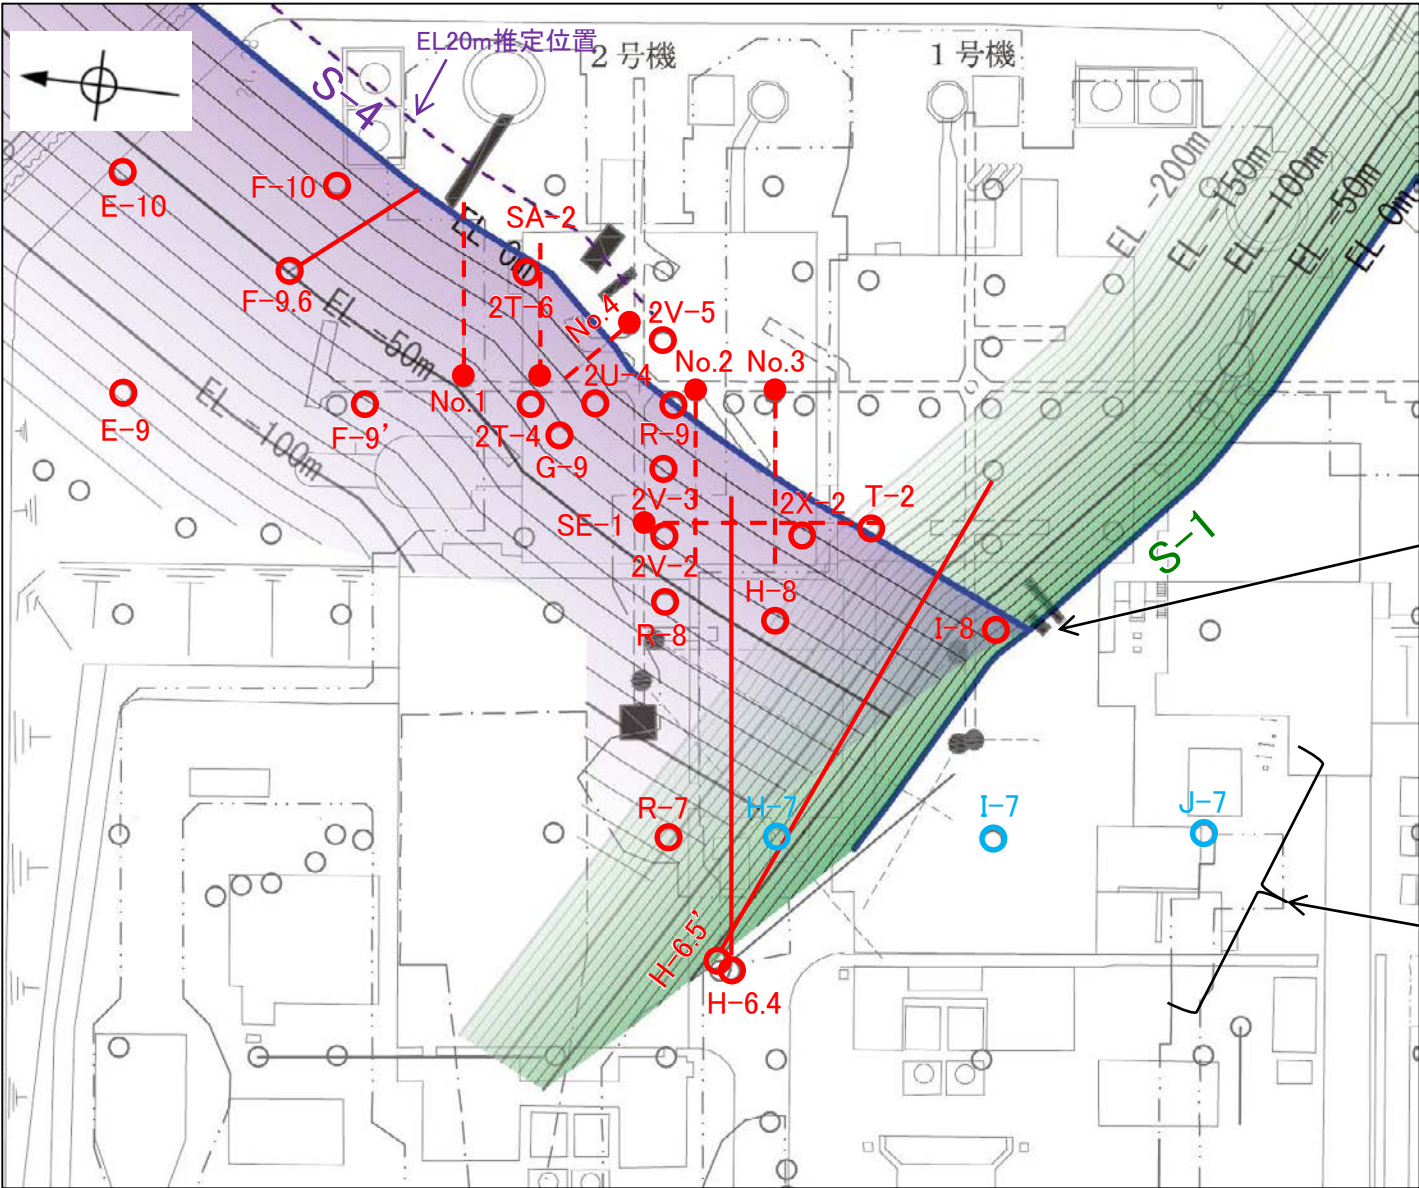 EL20m推定位置
2号機
1号機
S-4
E-10
F-10
SA-2
EL 0m
EL -200m
EL -150m
EL -100m
EL -50m
EL 0m
F-9.6
2T-6
No.4
2V-5
EL -50m
No.2
No.3
2U-4
E-9
EL -100m
F-9’
No.1
2T-4
R-9
G-9
2V-3
2X-2
T-2
SE-1
S-1
2V-2
H-8
R-8
I-8
R-7
H-7
I-7
J-7
H-6.5’
H-6.4